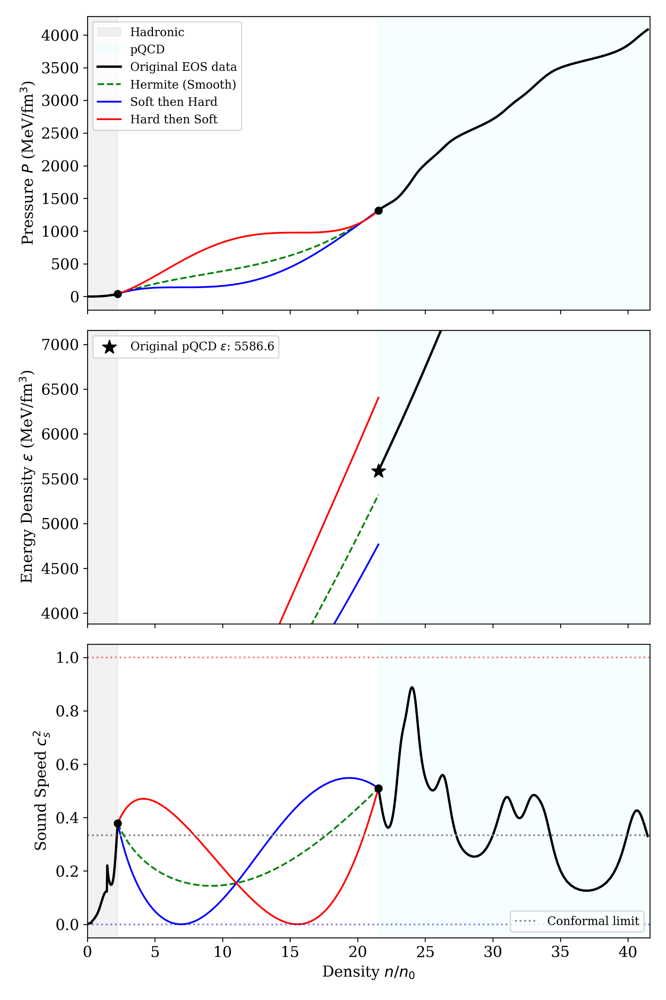 Pressure P (MeV/fm³)
4000
3500
3000
2500
2000
1500
1000
500
0
Hadronic
pQCD
Original EOS data
Hermite (Smooth)
Soft then Hard
Hard then Soft
Energy Density ε (MeV/fm³)
7000
6500
6000
5500
5000
4500
4000
Original pQCD ε: 5586.6
Sound Speed c²ₛ
1.0
0.8
0.6
0.4
0.2
0.0
Conformal limit
0 5 10 15 20 25 30 35 40
Density n/n₀